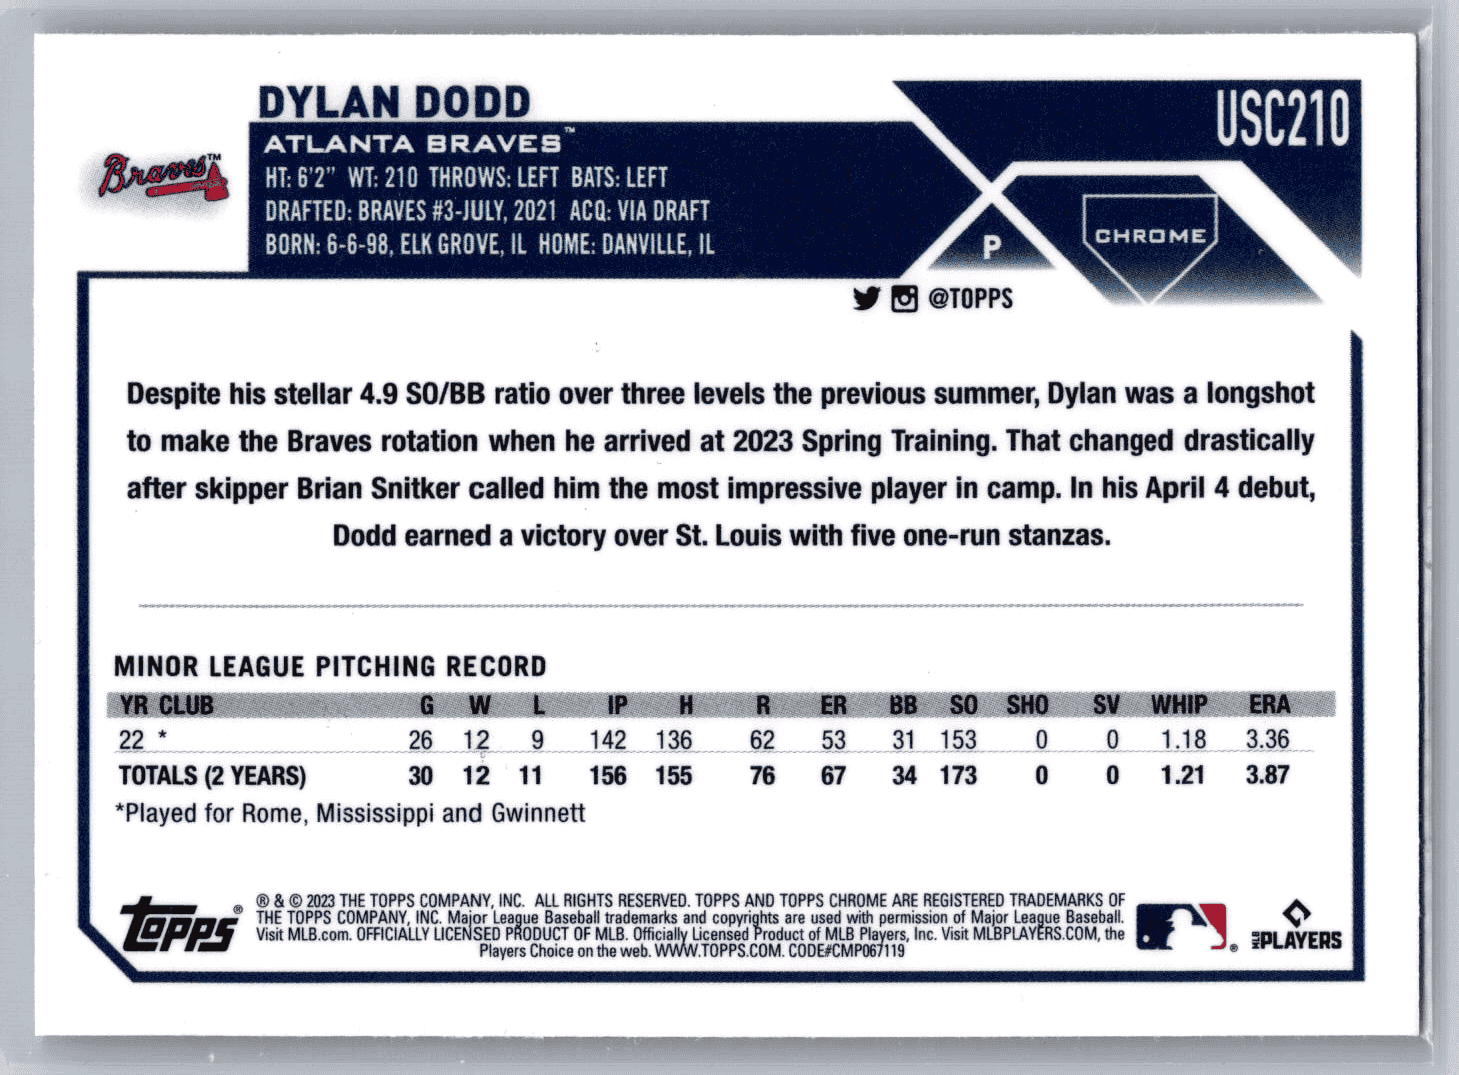 DYLAN DODD
USC210
Braves™
ATLANTA BRAVES™
HT: 6'2" WT: 210 THROWS: LEFT BATS: LEFT
DRAFTED: BRAVES #3-JULY, 2021 ACQ: VIA DRAFT
BORN: 6-6-98, ELK GROVE, IL HOME: DANVILLE, IL
P
CHROME
@TOPPS
Despite his stellar 4.9 SO/BB ratio over three levels the previous summer, Dylan was a longshot
to make the Braves rotation when he arrived at 2023 Spring Training. That changed drastically
after skipper Brian Snitker called him the most impressive player in camp. In his April 4 debut,
Dodd earned a victory over St. Louis with five one-run stanzas.
MINOR LEAGUE PITCHING RECORD
YR CLUB G W L IP H R ER BB SO SHO SV WHIP ERA
22 * 26 12 9 142 136 62 53 31 153 0 0 1.18 3.36
TOTALS (2 YEARS) 30 12 11 156 155 76 67 34 173 0 0 1.21 3.87
*Played for Rome, Mississippi and Gwinnett
TOPPS®
® & © 2023 THE TOPPS COMPANY, INC. ALL RIGHTS RESERVED. TOPPS AND TOPPS CHROME ARE REGISTERED TRADEMARKS OF
THE TOPPS COMPANY, INC. Major League Baseball trademarks and copyrights are used with permission of Major League Baseball.
Visit MLB.com. OFFICIALLY LICENSED PRODUCT OF MLB. Officially Licensed Product of MLB Players, Inc. Visit MLBPLAYERS.COM, the
Players Choice on the web. WWW.TOPPS.COM. CODE#CMP067119
®
MLB PLAYERS